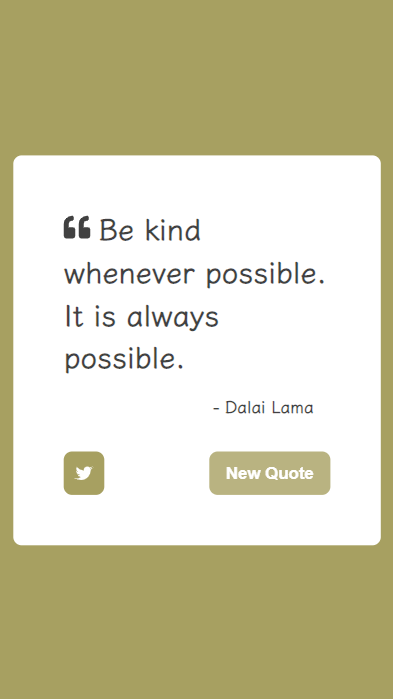 “ Be kind
whenever possible.
It is always
possible.
- Dalai Lama
New Quote